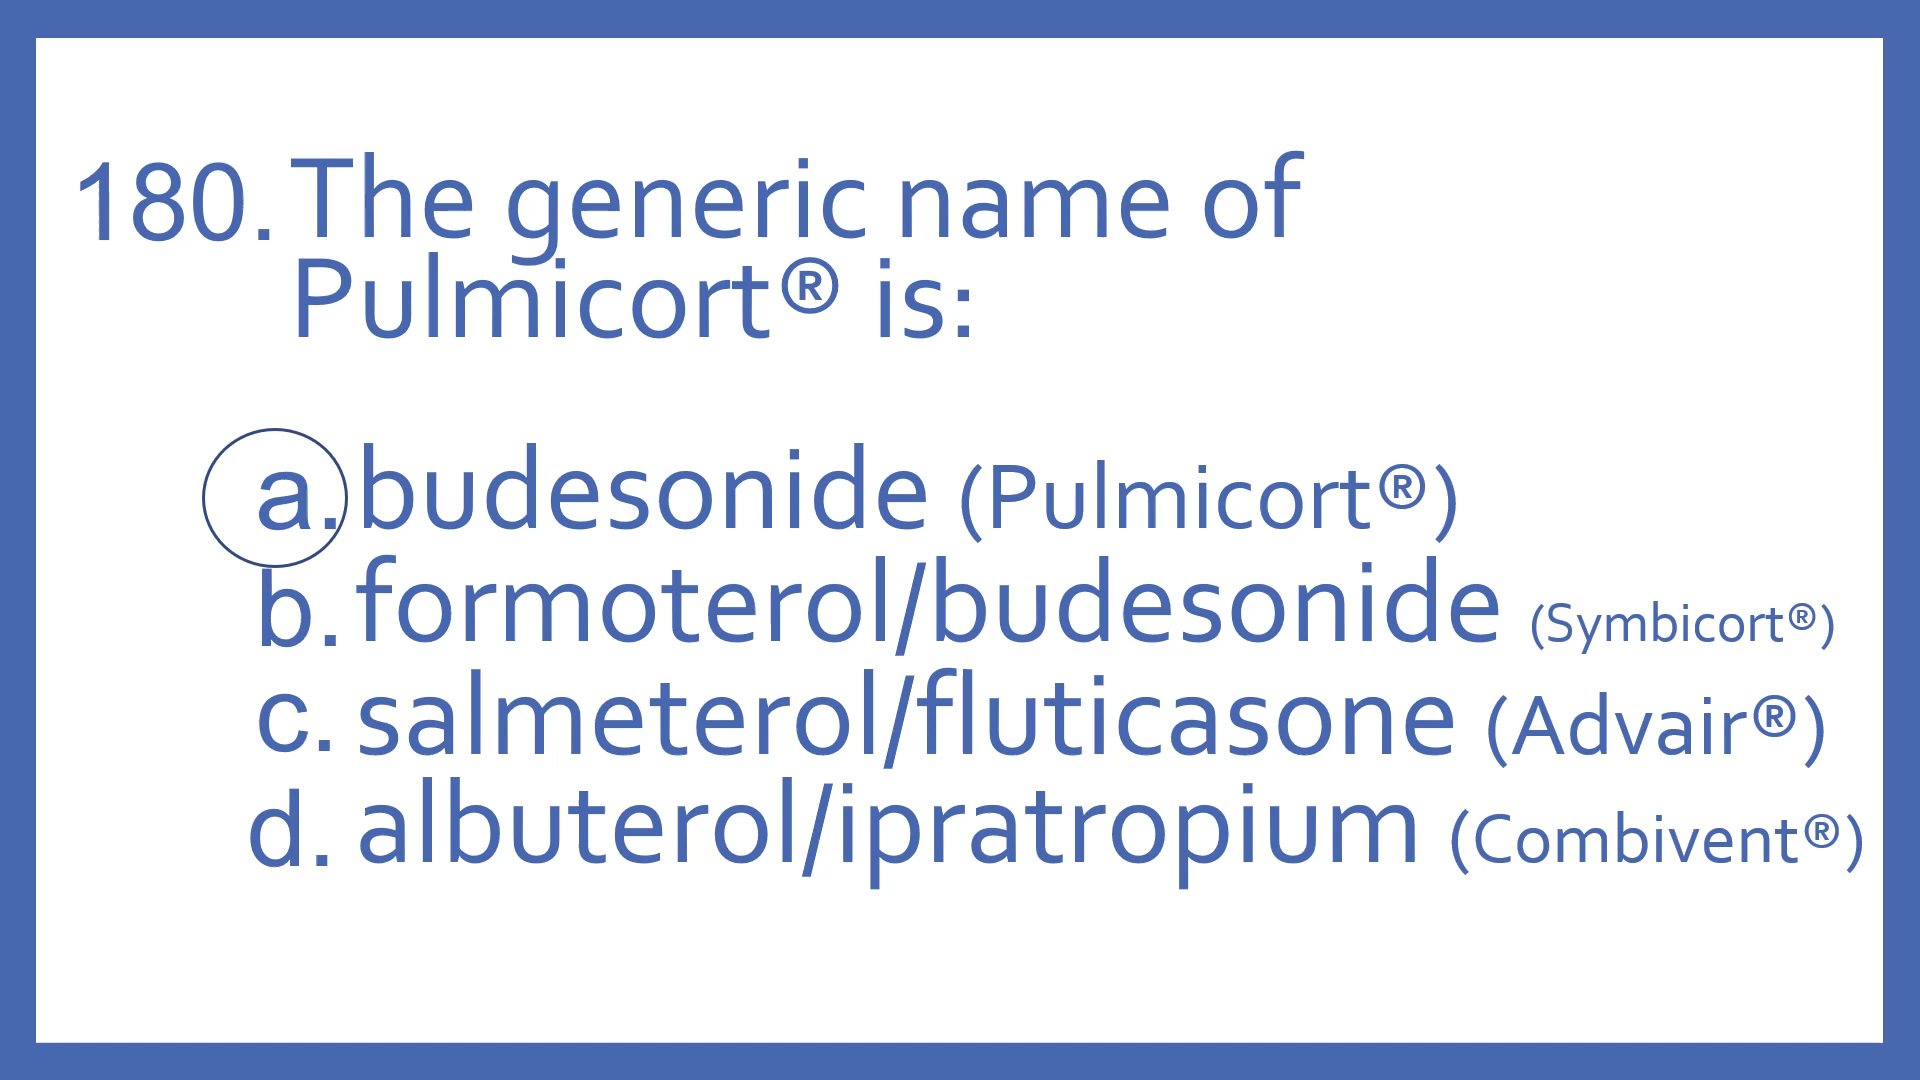 180. The generic name of
Pulmicort® is:
a. budesonide (Pulmicort®)
b. formoterol/budesonide (Symbicort®)
c. salmeterol/fluticasone (Advair®)
d. albuterol/ipratropium (Combivent®)